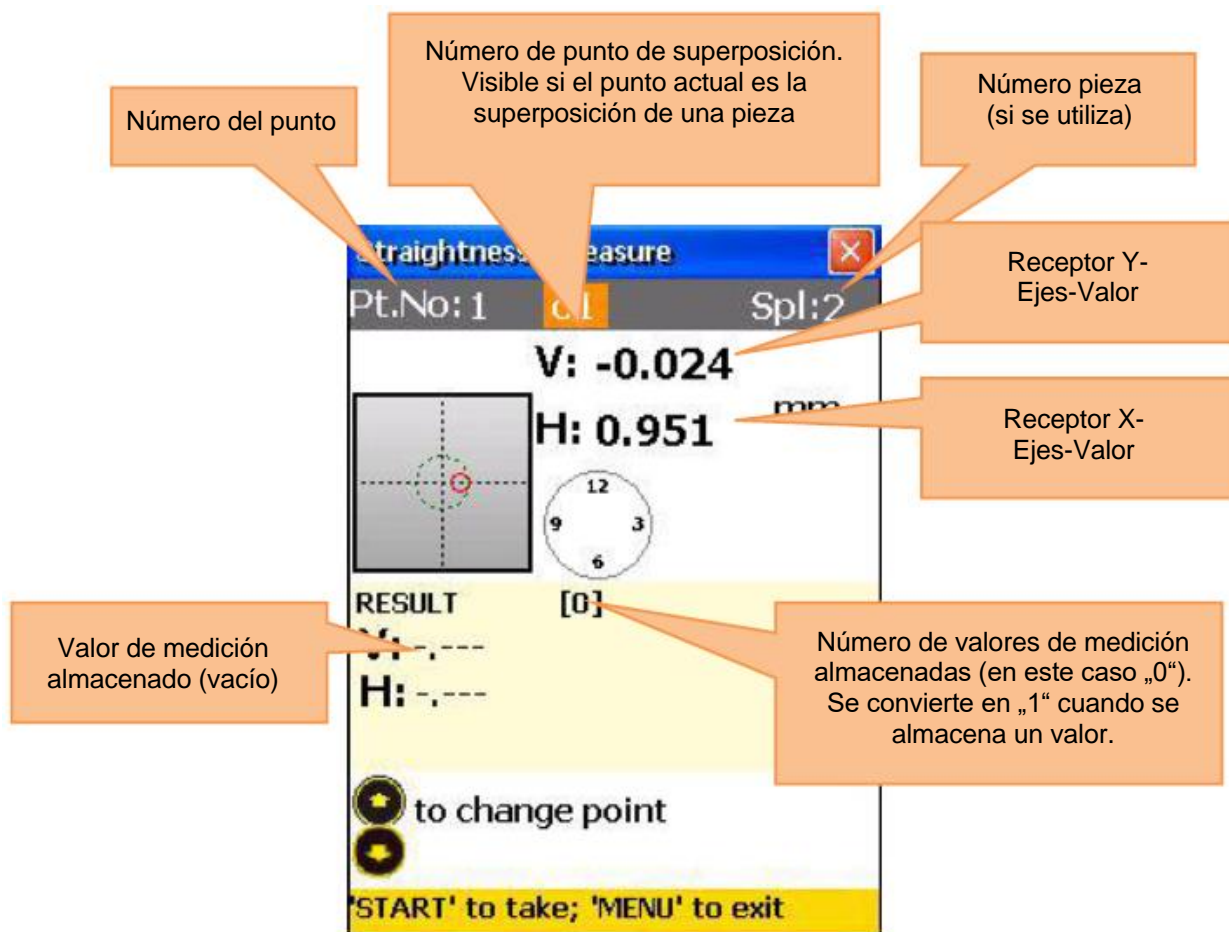 Número de punto de superposición.
Visible si el punto actual es la
superposición de una pieza
Número del punto
Número pieza
(si se utiliza)
Straightness Measure
Pt.No:1
Spl:2
Receptor Y-
Ejes-Valor
V: -0.024
mm
H: 0.951
Receptor X-
Ejes-Valor
12
9 3
6
RESULT [0]
V: -.---
H: -.---
Valor de medición
almacenado (vacío)
Número de valores de medición
almacenadas (en este caso „0“).
Se convierte en „1“ cuando se
almacena un valor.
to change point
'START' to take; 'MENU' to exit